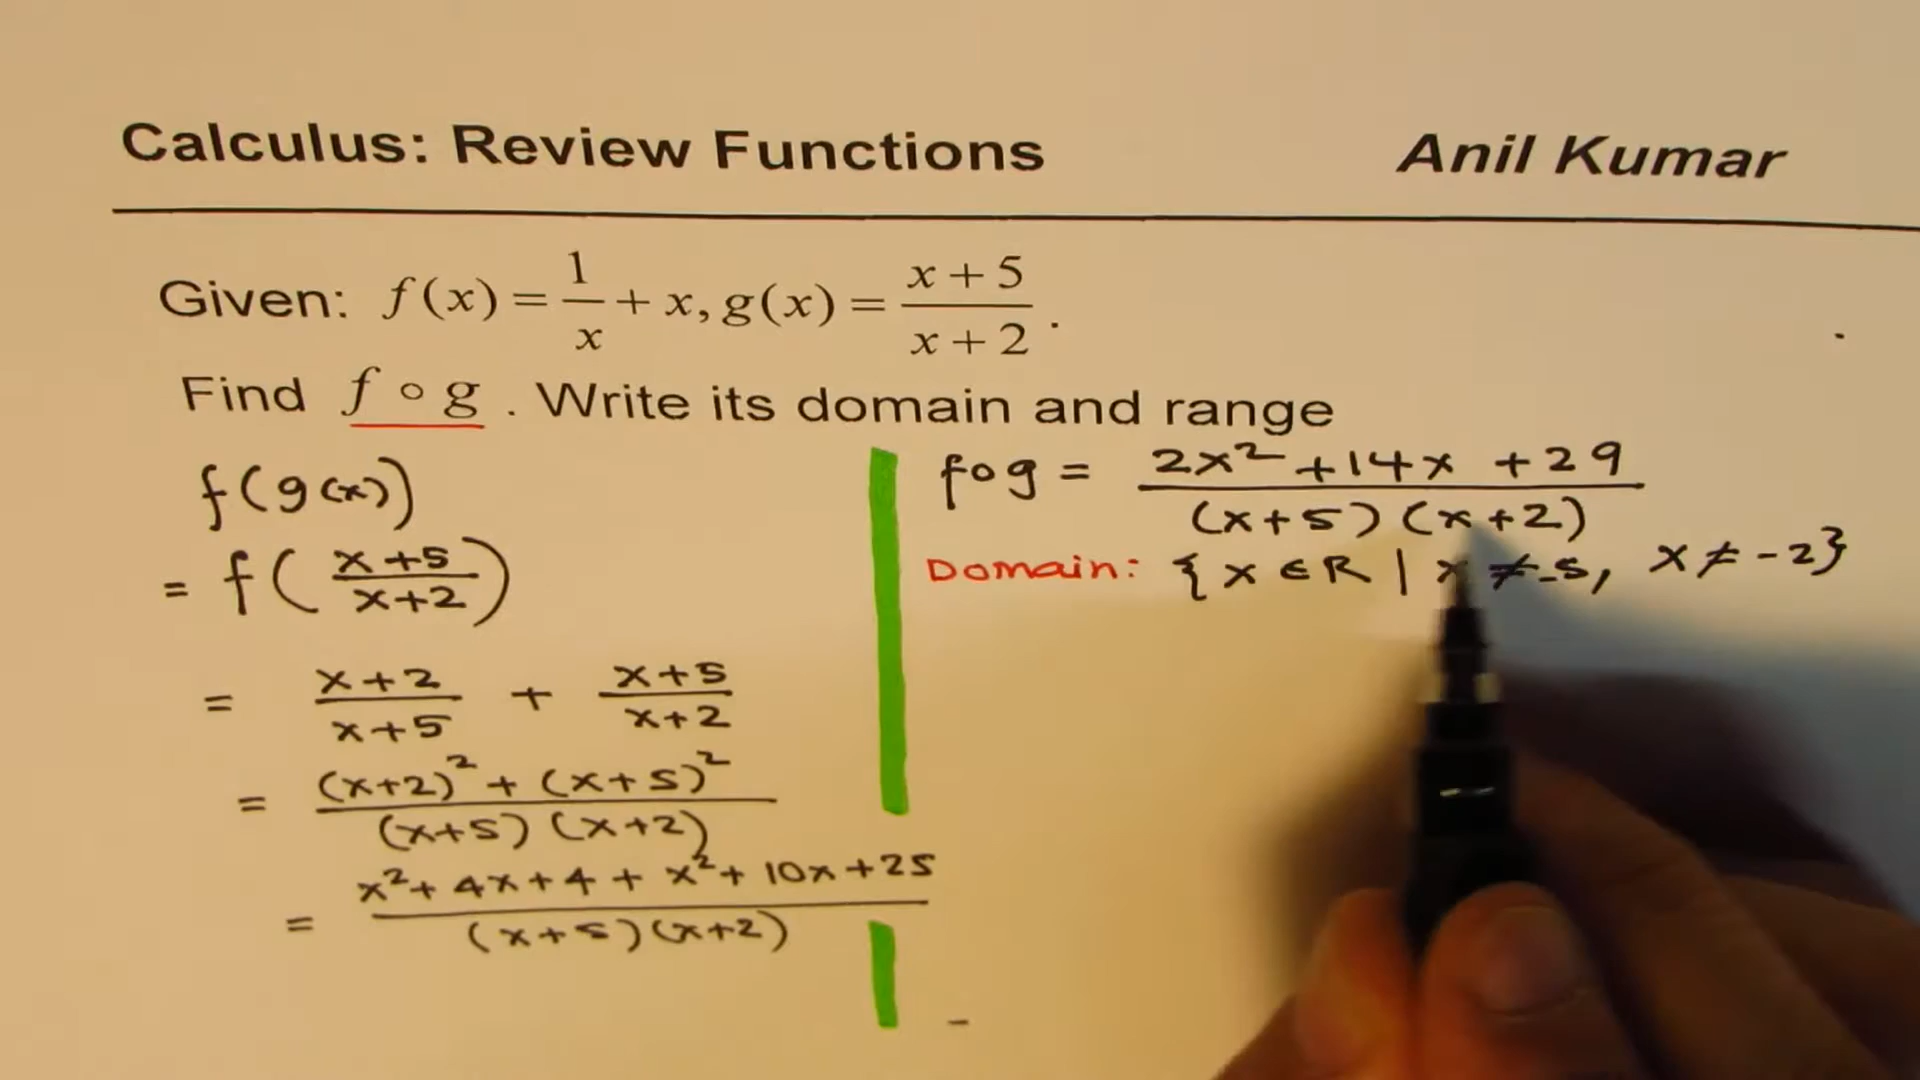 Calculus: Review Functions
Anil Kumar
Given: f(x) = 1/x + x, g(x) = (x + 5)/(x + 2).
Find f ∘ g. Write its domain and range
f(g(x))
= f((x+5)/(x+2))
= (x+2)/(x+5) + (x+5)/(x+2)
= ((x+2)² + (x+5)²)/((x+5)(x+2))
= (x² + 4x + 4 + x² + 10x + 25)/((x+5)(x+2))
fog = (2x² + 14x + 29)/((x+5)(x+2))
Domain: {x ∈ R | x ≠ -5, x ≠ -2}